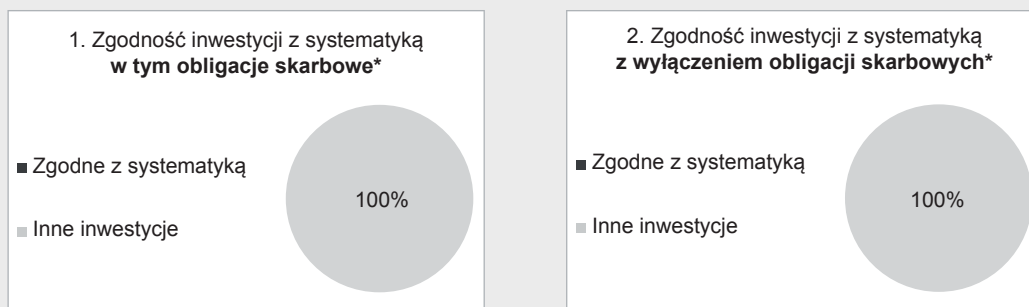 1. Zgodność inwestycji z systematyką
w tym obligacje skarbowe*
Zgodne z systematyką
Inne inwestycje
100%
2. Zgodność inwestycji z systematyką
z wyłączeniem obligacji skarbowych*
Zgodne z systematyką
Inne inwestycje
100%